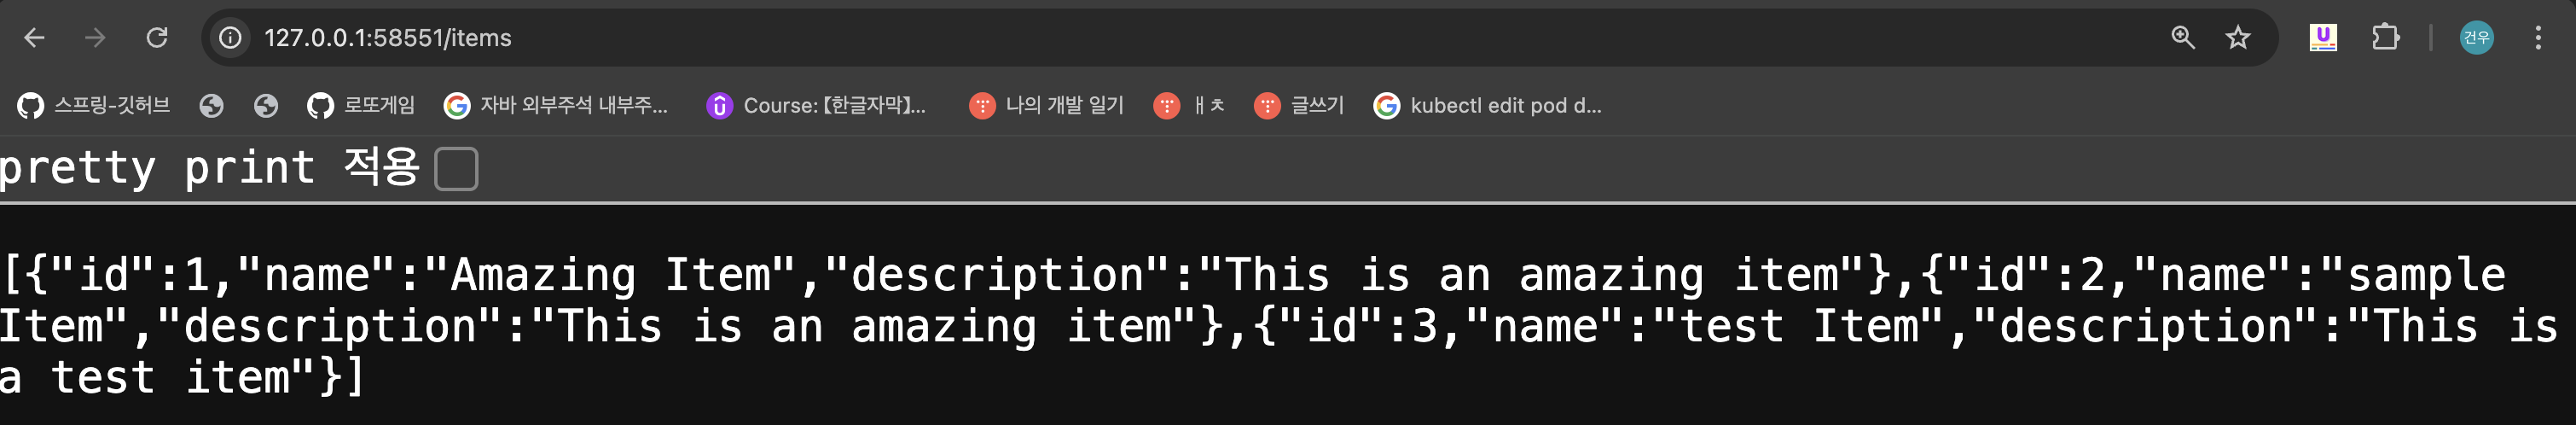 127.0.0.1:58551/items
건우
스프링-깃허브 로또게임 자바 외부주석 내부주... Course: 【한글자막】... 나의 개발 일기 ㅐㅊ 글쓰기 kubectl edit pod d...
pretty print 적용
[{"id":1,"name":"Amazing Item","description":"This is an amazing item"},{"id":2,"name":"sample
Item","description":"This is an amazing item"},{"id":3,"name":"test Item","description":"This is
a test item"}]